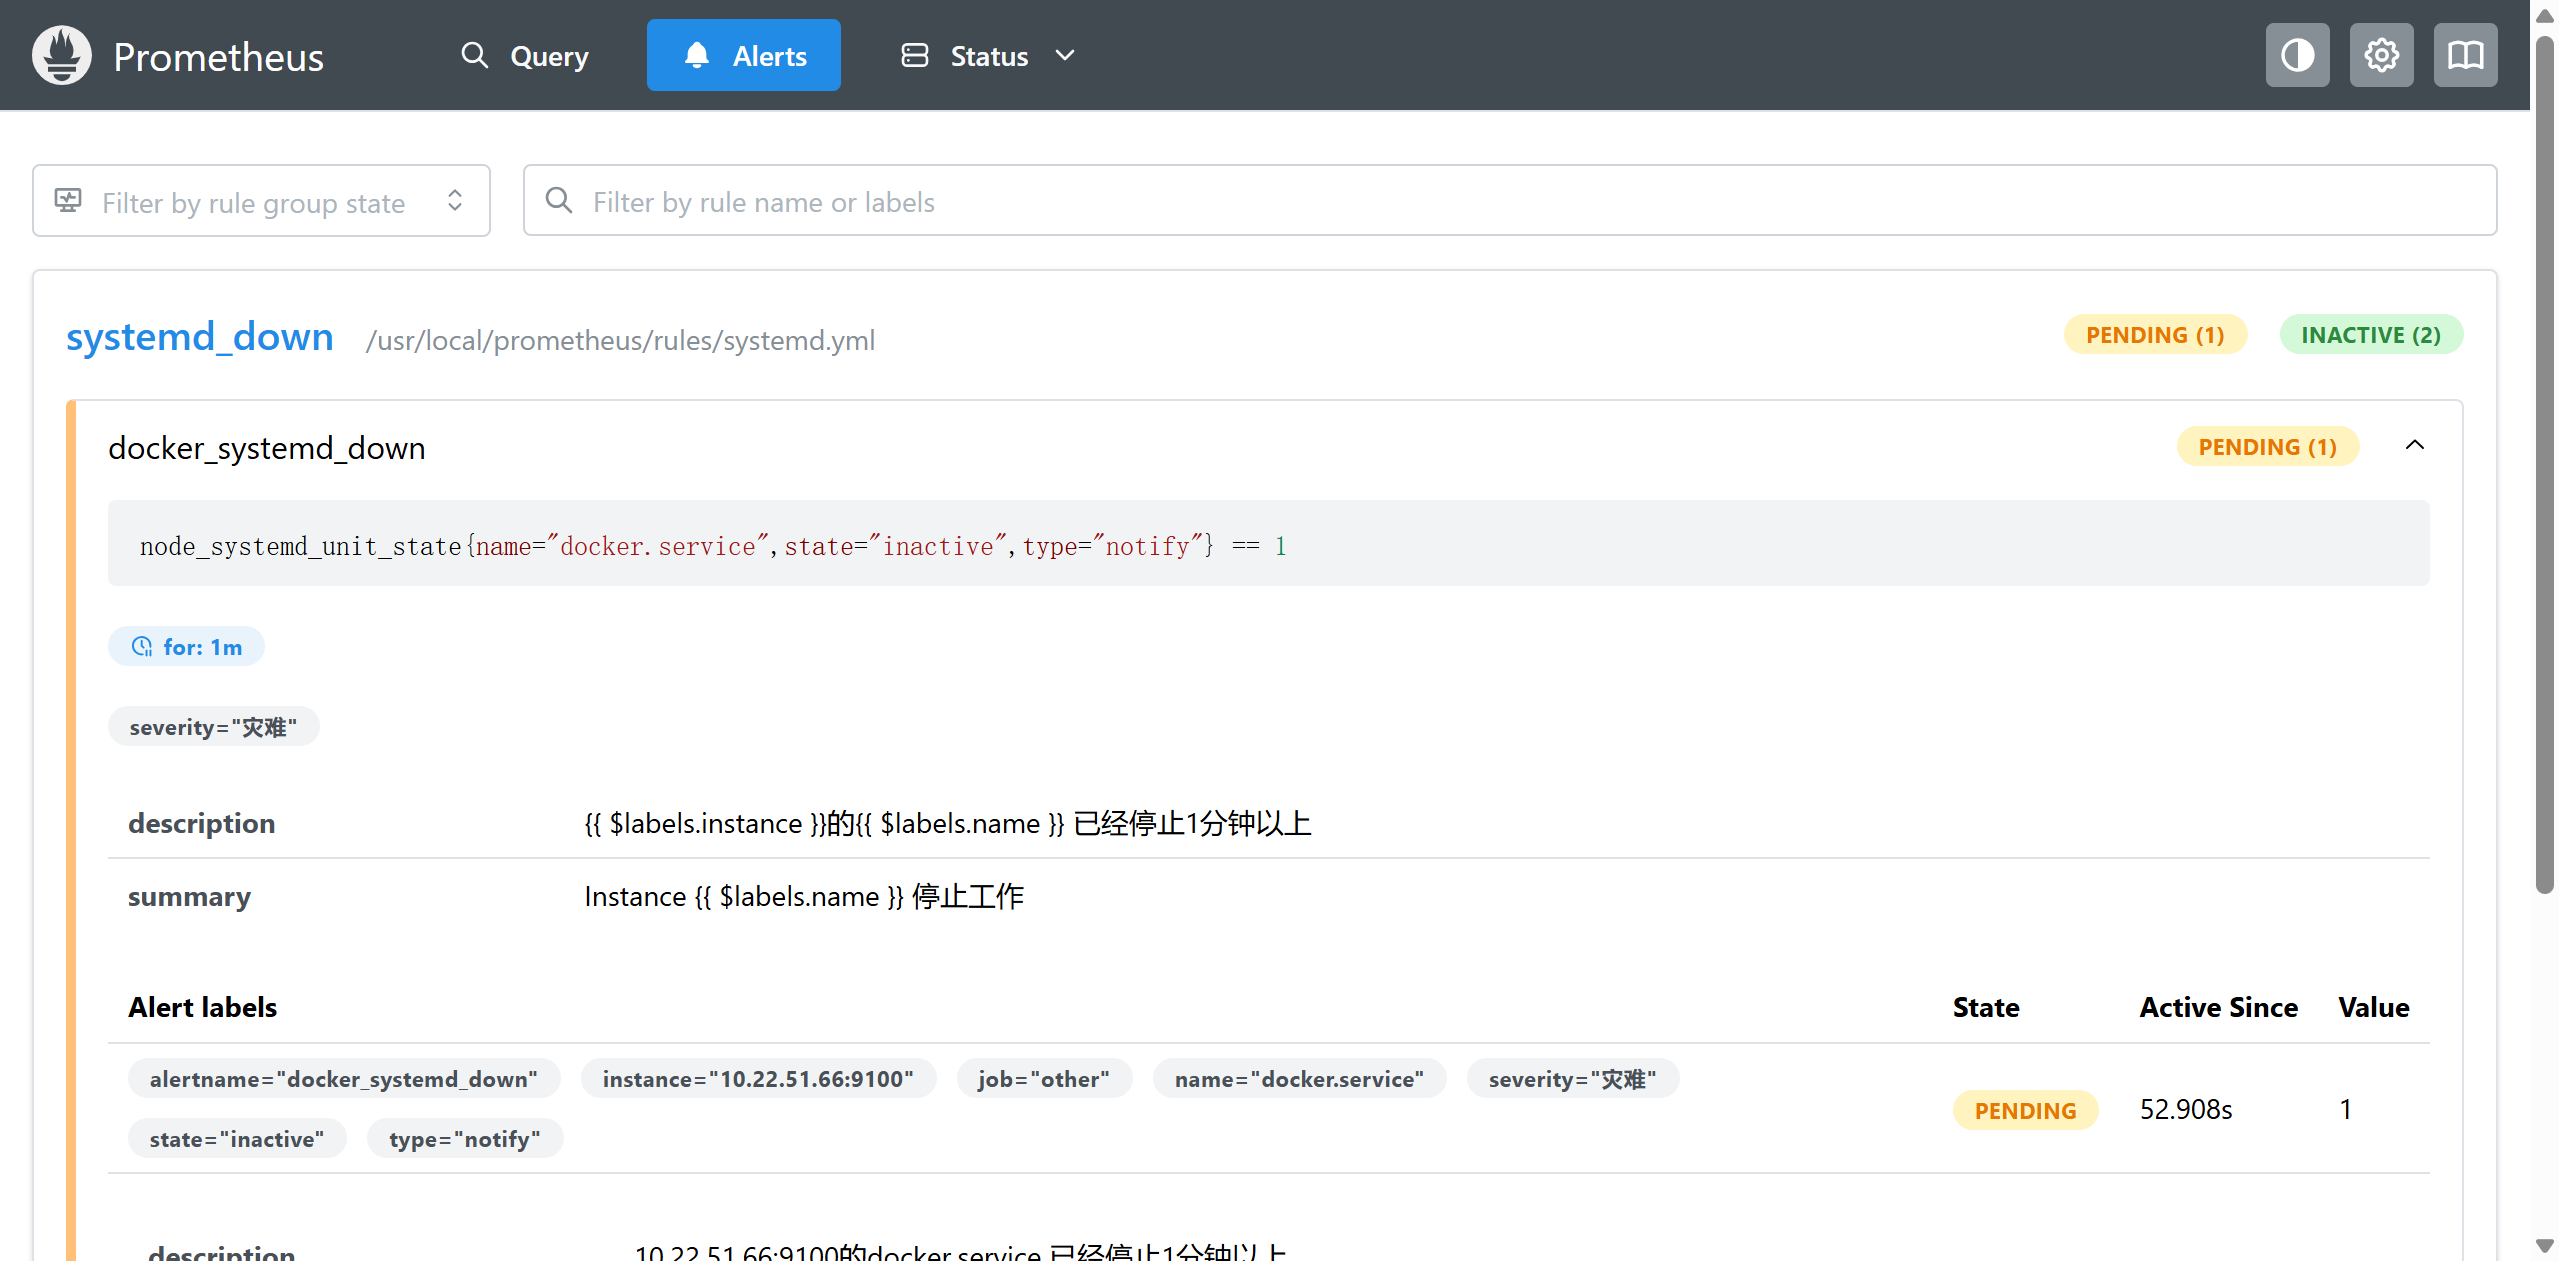 Prometheus Query Alerts Status
Filter by rule group state Filter by rule name or labels
systemd_down /usr/local/prometheus/rules/systemd.yml PENDING (1) INACTIVE (2)
docker_systemd_down PENDING (1)
node_systemd_unit_state{name="docker.service",state="inactive",type="notify"} == 1
for: 1m
severity="灾难"
description {{ $labels.instance }}的{{ $labels.name }} 已经停止1分钟以上
summary Instance {{ $labels.name }} 停止工作
Alert labels State Active Since Value
alertname="docker_systemd_down" instance="10.22.51.66:9100" job="other" name="docker.service" severity="灾难"
state="inactive" type="notify" PENDING 52.908s 1
description 10.22.51.66:9100的docker.service 已经停止1分钟以上